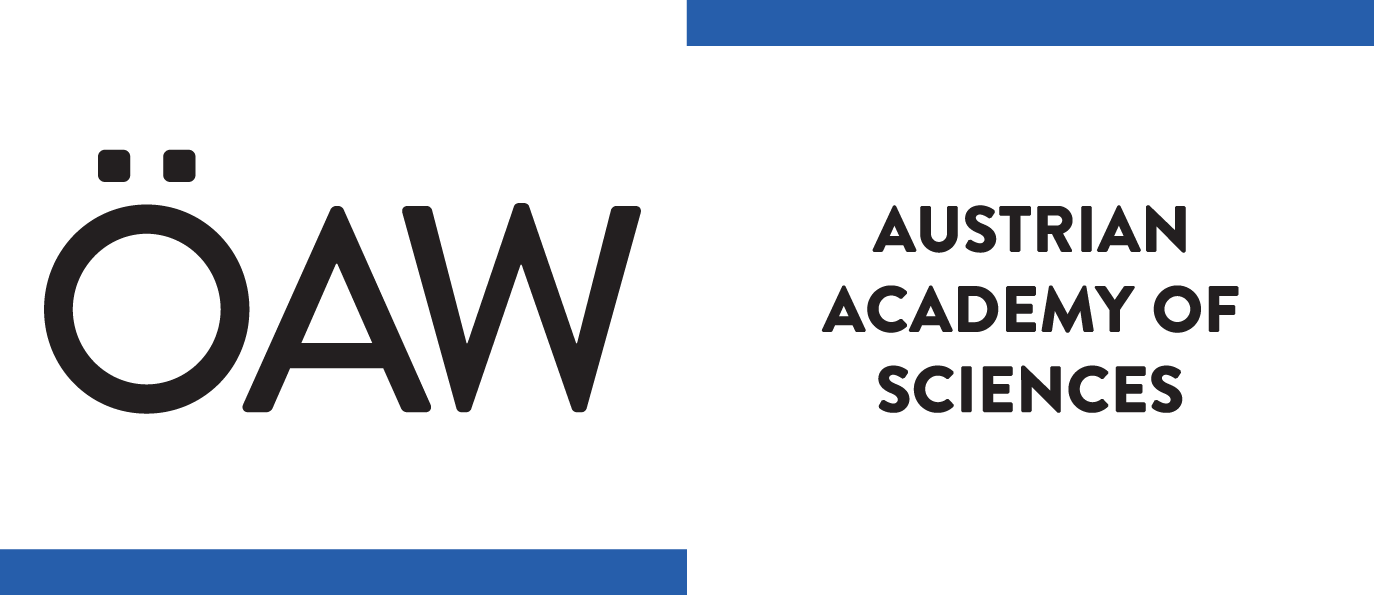 ÖAW
AUSTRIAN
ACADEMY OF
SCIENCES